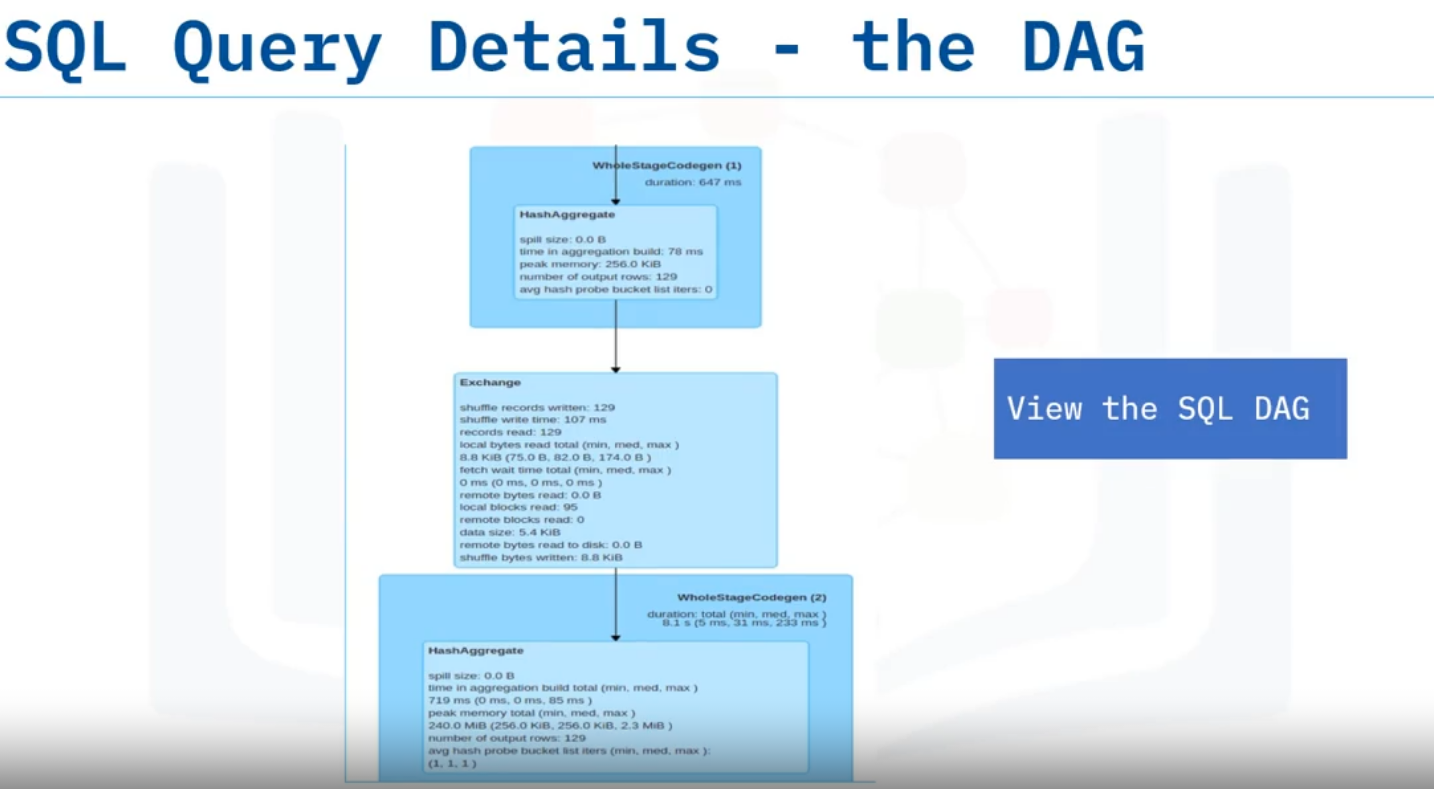 SQL Query Details - the DAG
WholeStageCodegen (1)
duration: 647 ms
HashAggregate
spill size: 0.0 B
time in aggregation build: 78 ms
peak memory: 256.0 KiB
number of output rows: 129
avg hash probe bucket list iters: 0
Exchange
shuffle records written: 129
shuffle write time: 107 ms
records read: 129
local bytes read total (min, med, max )
8.8 KiB (75.0 B, 82.0 B, 174.0 B )
fetch wait time total (min, med, max )
0 ms (0 ms, 0 ms, 0 ms )
remote bytes read: 0.0 B
local blocks read: 95
remote blocks read: 0
data size: 5.4 KiB
remote bytes read to disk: 0.0 B
shuffle bytes written: 8.8 KiB
View the SQL DAG
WholeStageCodegen (2)
duration: total (min, med, max )
8.1 s (5 ms, 31 ms, 233 ms )
HashAggregate
spill size: 0.0 B
time in aggregation build total (min, med, max )
719 ms (0 ms, 0 ms, 85 ms )
peak memory total (min, med, max )
240.0 MiB (256.0 KiB, 256.0 KiB, 2.3 MiB )
number of output rows: 129
avg hash probe bucket list iters (min, med, max ):
(1, 1, 1 )